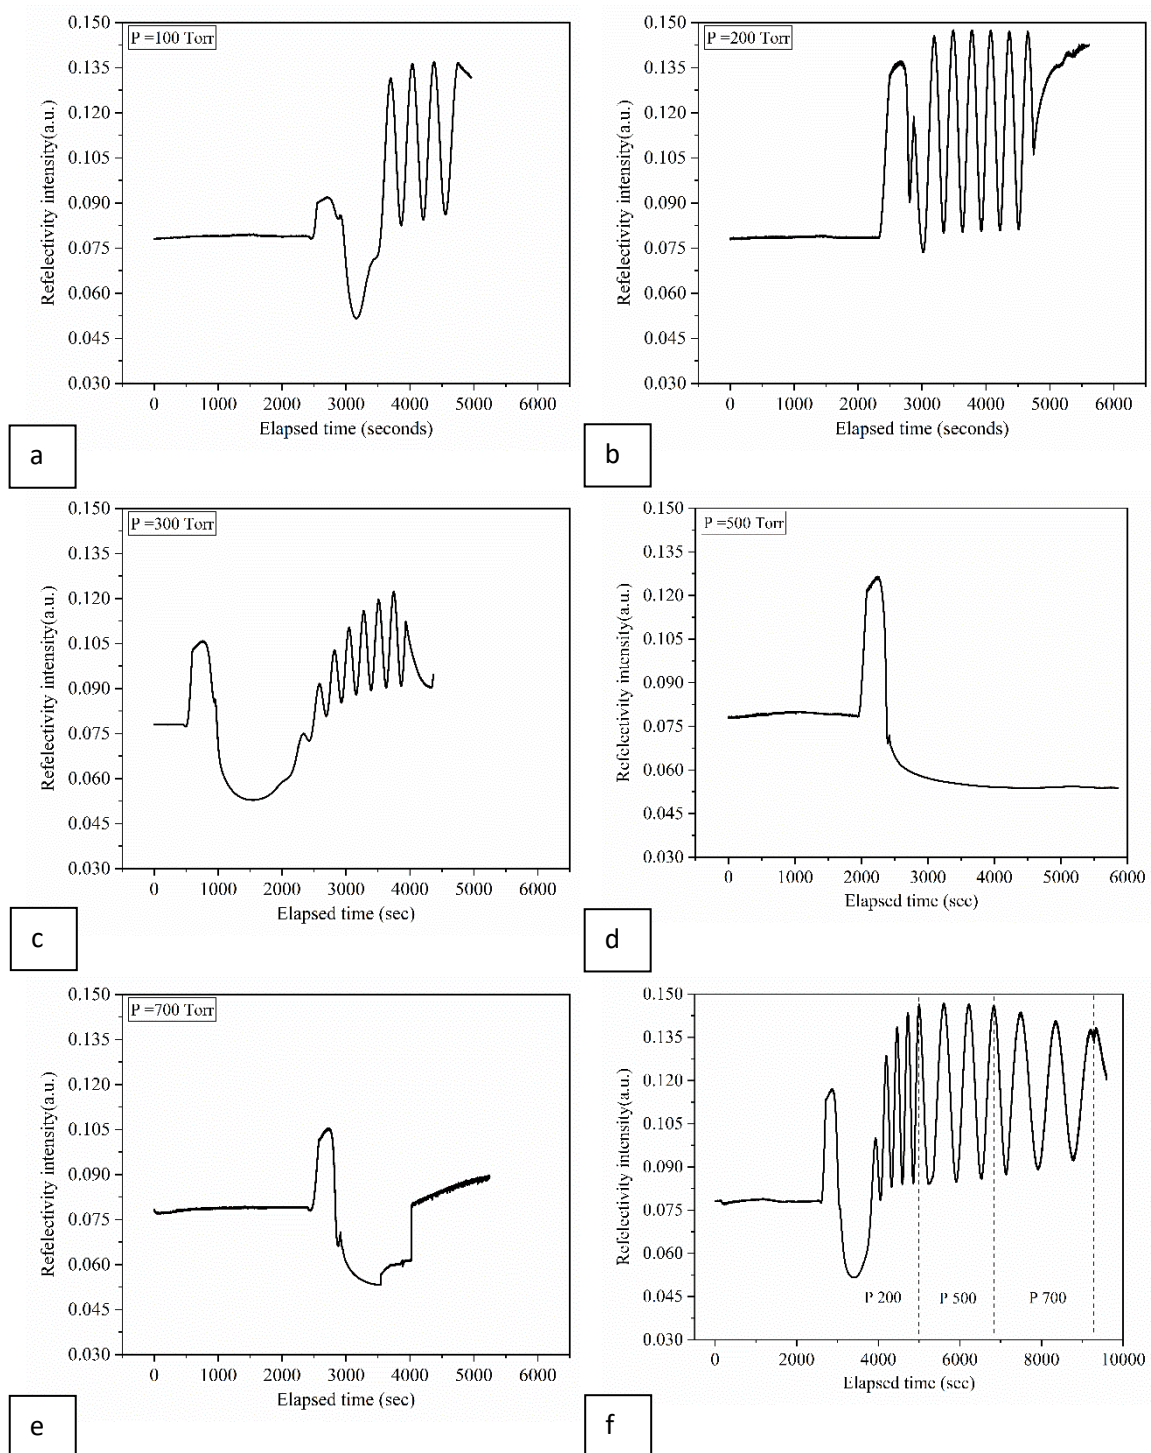 P =100 Torr
0.150
0.135
0.120
0.105
0.090
0.075
0.060
0.045
0.030
Refelectivity intensity(a.u.)
0 1000 2000 3000 4000 5000 6000
Elapsed time (seconds)
a
P =200 Torr
0.150
0.135
0.120
0.105
0.090
0.075
0.060
0.045
0.030
Refelectivity intensity(a.u.)
0 1000 2000 3000 4000 5000 6000
Elapsed time (seconds)
b
P =300 Torr
0.150
0.135
0.120
0.105
0.090
0.075
0.060
0.045
0.030
Refelectivity intensity(a.u.)
0 1000 2000 3000 4000 5000 6000
Elapsed time (sec)
c
P =500 Torr
0.150
0.135
0.120
0.105
0.090
0.075
0.060
0.045
0.030
Refelectivity intensity(a.u.)
0 1000 2000 3000 4000 5000 6000
Elapsed time (sec)
d
P =700 Torr
0.150
0.135
0.120
0.105
0.090
0.075
0.060
0.045
0.030
Refelectivity intensity(a.u.)
0 1000 2000 3000 4000 5000 6000
Elapsed time (sec)
e
0.150
0.135
0.120
0.105
0.090
0.075
0.060
0.045
0.030
Refelectivity intensity(a.u.)
P 200 P 500 P 700
0 2000 4000 6000 8000 10000
Elapsed time (sec)
f